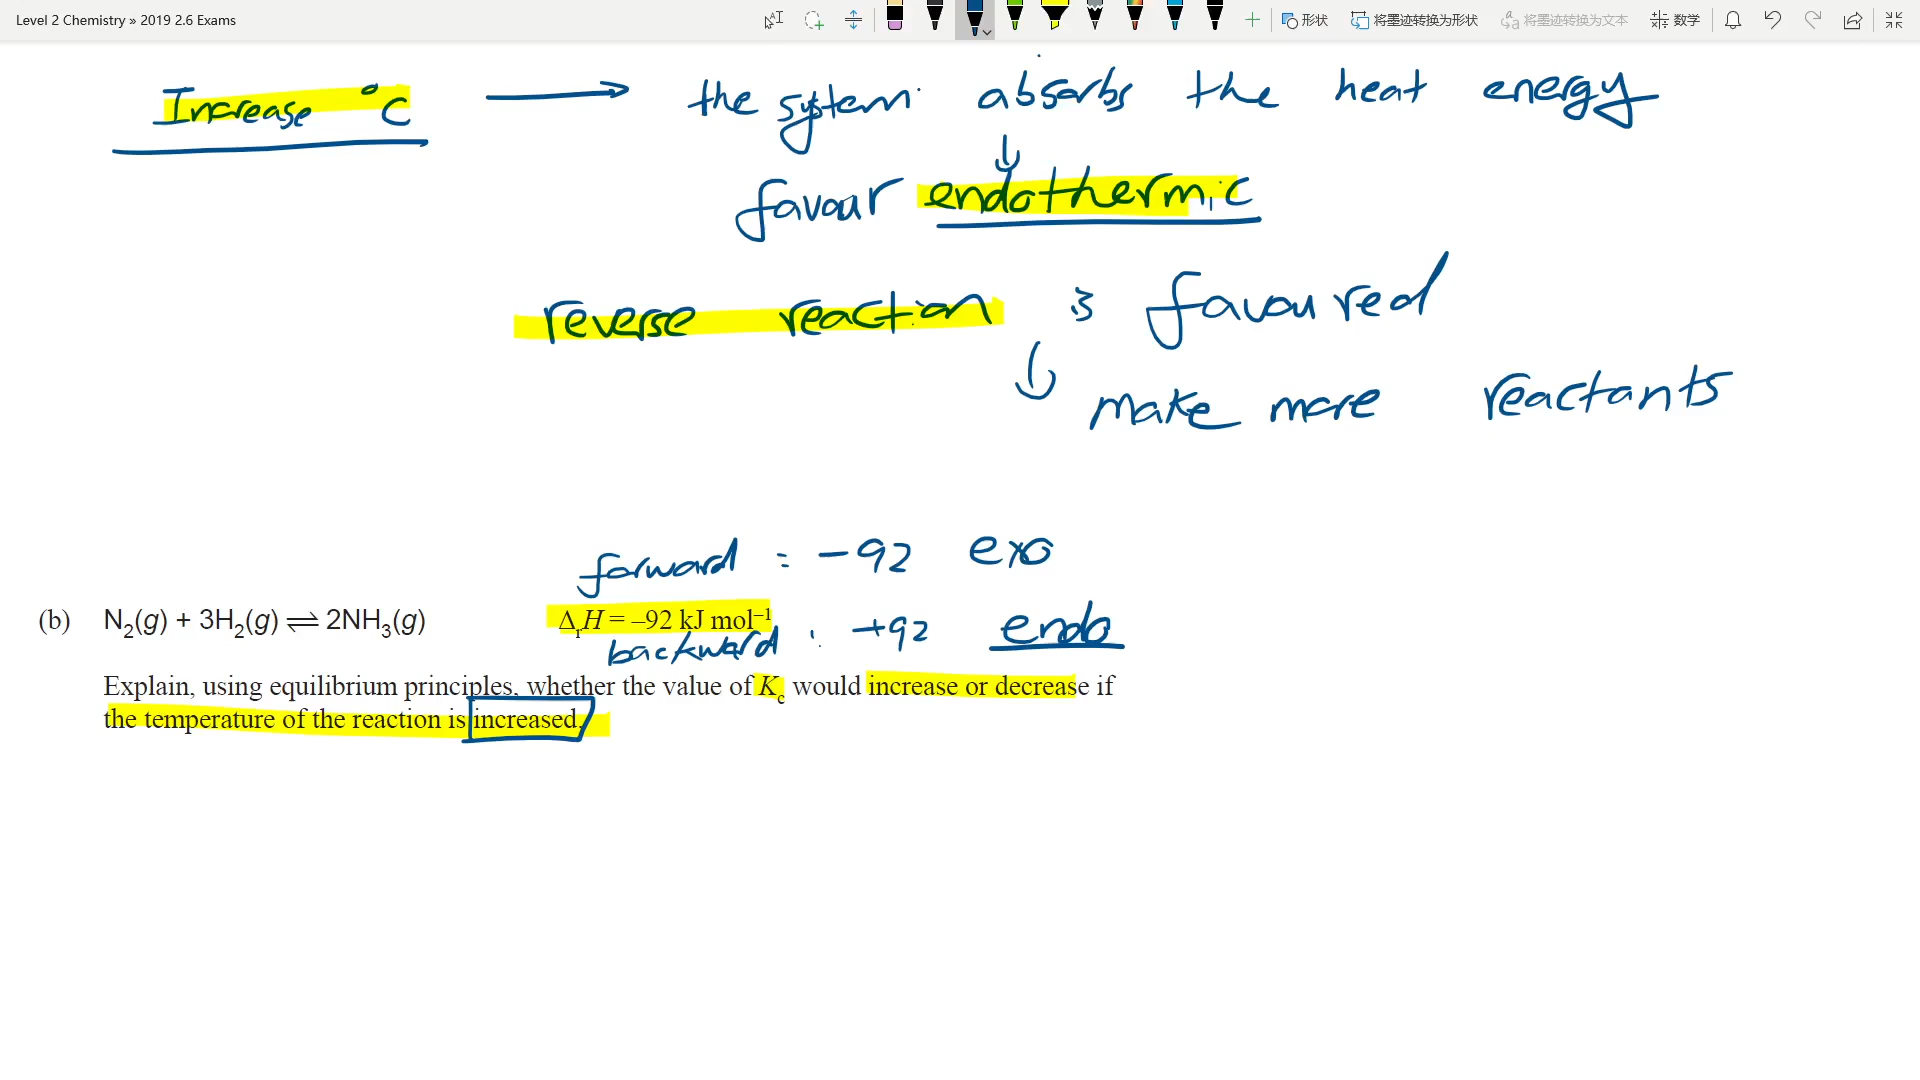 Level 2 Chemistry » 2019 2.6 Exams
形状 将墨迹转换为形状 将墨迹转换为文本 数学
Increase °C → the system absorbs the heat energy
↓
favour endothermic
reverse reaction is favoured
↓
make more reactants
forward : -92 exo
(b) N₂(g) + 3H₂(g) ⇌ 2NH₃(g) ΔᵣH = –92 kJ mol⁻¹
backward : +92 endo
Explain, using equilibrium principles, whether the value of K꜀ would increase or decrease if
the temperature of the reaction is increased.